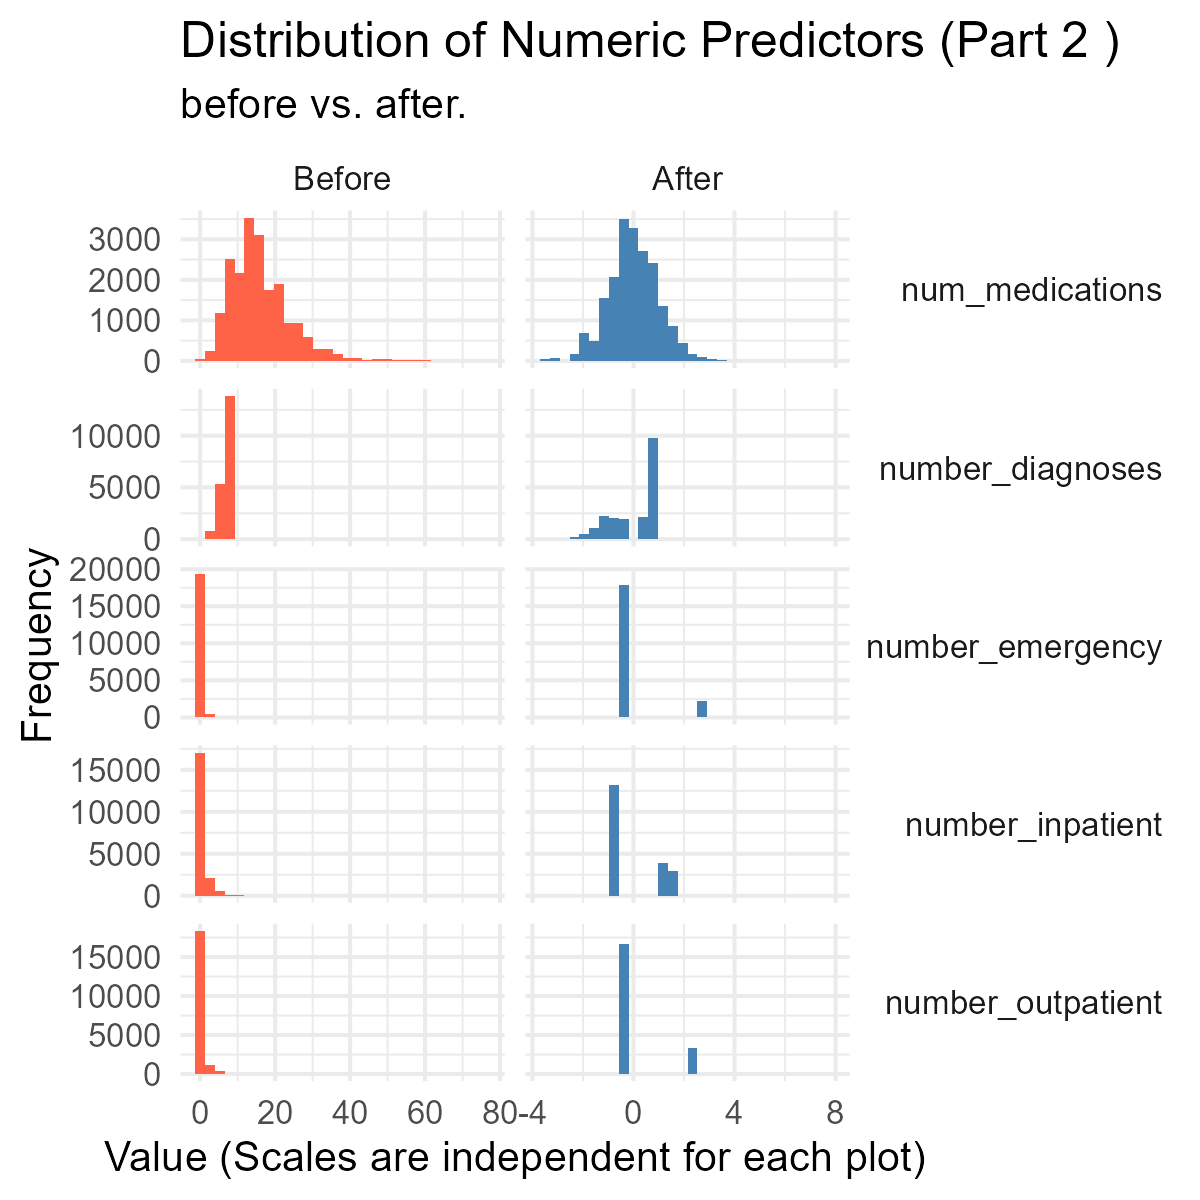 Distribution of Numeric Predictors (Part 2 )
before vs. after.
Before
After
3000
2000
1000
0
num_medications
10000
5000
0
number_diagnoses
20000
15000
10000
5000
0
number_emergency
15000
10000
5000
0
number_inpatient
15000
10000
5000
0
number_outpatient
Frequency
0 20 40 60 80 -4 0 4 8
Value (Scales are independent for each plot)